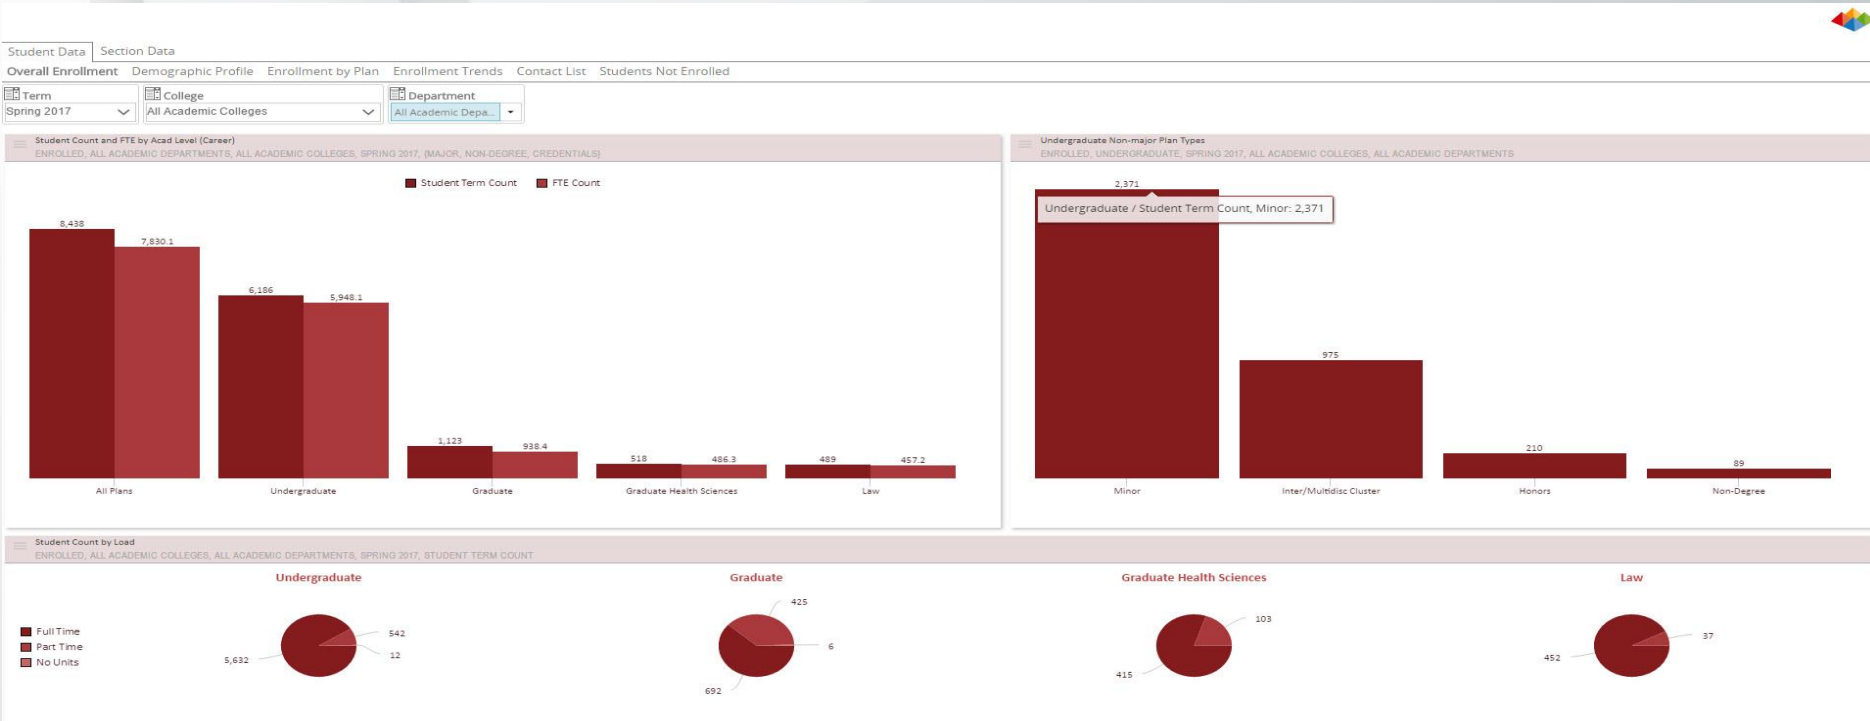 Student Data Section Data
Overall Enrollment Demographic Profile Enrollment by Plan Enrollment Trends Contact List Students Not Enrolled
Term College Department
Spring 2017 All Academic Colleges All Academic Depa...
Student Count and FTE by Acad Level (Career)
ENROLLED, ALL ACADEMIC DEPARTMENTS, ALL ACADEMIC COLLEGES, SPRING 2017, {MAJOR, NON-DEGREE, CREDENTIALS}
Student Term Count FTE Count
8,438
7,830.1
6,186
5,948.1
1,123
938.4
518
486.3
489
457.2
All Plans Undergraduate Graduate Graduate Health Sciences Law
Undergraduate Non-major Plan Types
ENROLLED, UNDERGRADUATE, SPRING 2017, ALL ACADEMIC COLLEGES, ALL ACADEMIC DEPARTMENTS
2,371
Undergraduate / Student Term Count, Minor: 2,371
975
210
89
Minor Inter/Multidisc Cluster Honors Non-Degree
Student Count by Load
ENROLLED, ALL ACADEMIC COLLEGES, ALL ACADEMIC DEPARTMENTS, SPRING 2017, STUDENT TERM COUNT
Full Time
Part Time
No Units
Undergraduate
542
12
5,632
Graduate
425
6
692
Graduate Health Sciences
103
415
Law
37
452